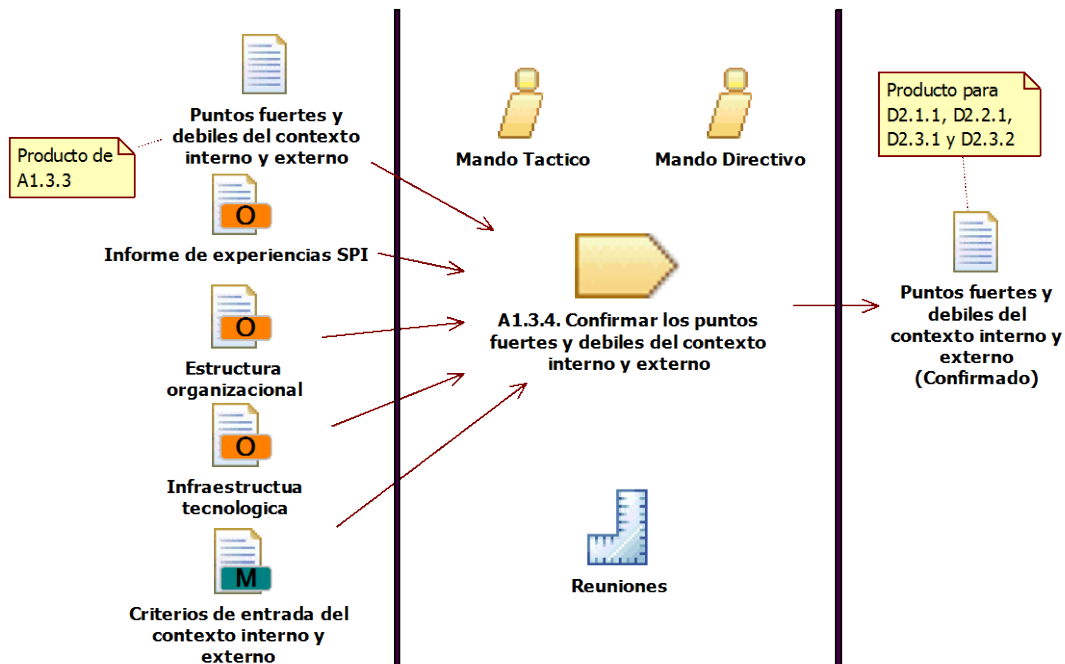 Puntos fuertes y
debiles del contexto
interno y externo
Producto de
A1.3.3
O
Informe de experiencias SPI
O
Estructura
organizacional
O
Infraestructua
tecnologica
M
Criterios de entrada del
contexto interno y
externo
Mando Tactico
Mando Directivo
A1.3.4. Confirmar los puntos
fuertes y debiles del contexto
interno y externo
Reuniones
Producto para
D2.1.1, D2.2.1,
D2.3.1 y D2.3.2
Puntos fuertes y
debiles del
contexto interno y
externo
(Confirmado)